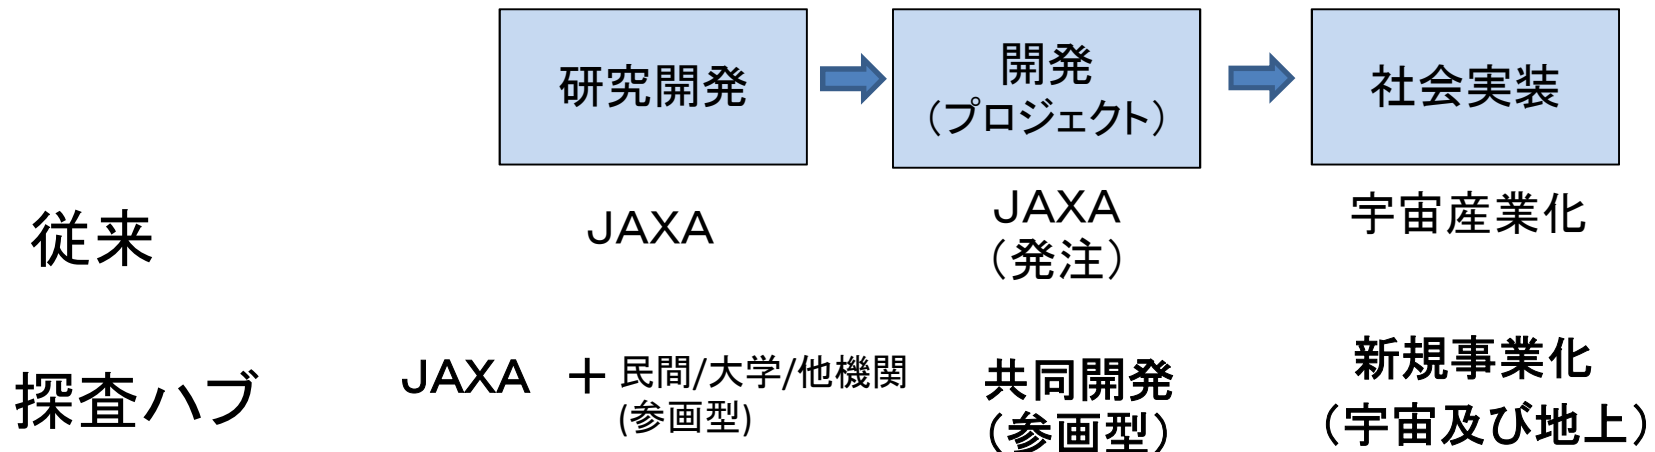 研究開発
開発
（プロジェクト）
社会実装
従来
JAXA
JAXA
（発注）
宇宙産業化
探査ハブ
JAXA ＋ 民間/大学/他機関
(参画型)
共同開発
（参画型）
新規事業化
（宇宙及び地上）